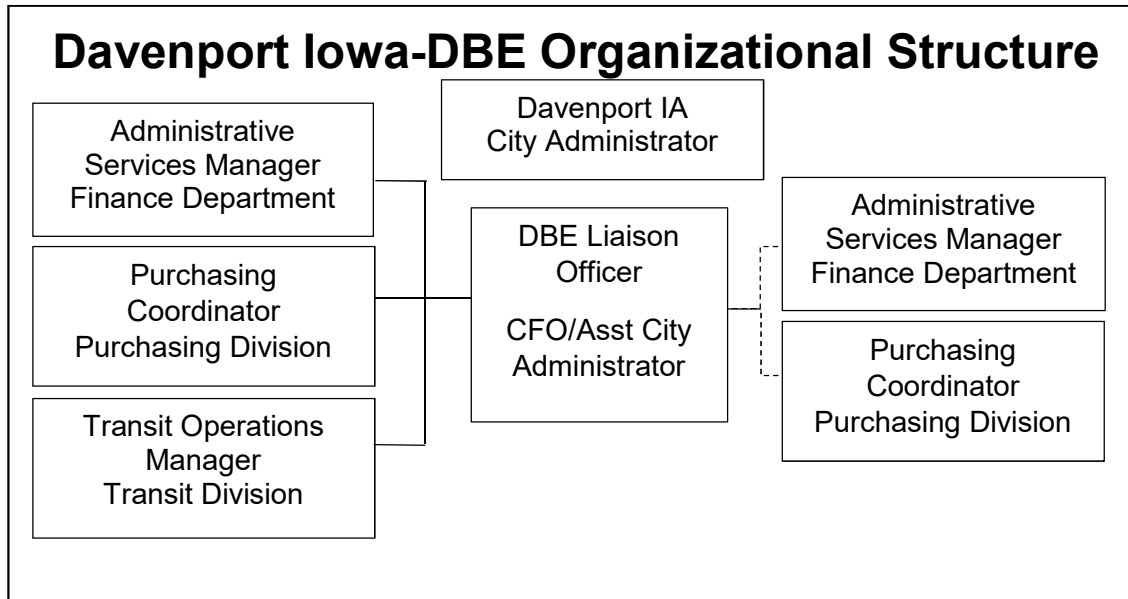 Davenport Iowa-DBE Organizational Structure
Davenport IA
City Administrator
Administrative
Services Manager
Finance Department
Purchasing
Coordinator
Purchasing Division
Transit Operations
Manager
Transit Division
DBE Liaison
Officer
CFO/Asst City
Administrator
Administrative
Services Manager
Finance Department
Purchasing
Coordinator
Purchasing Division